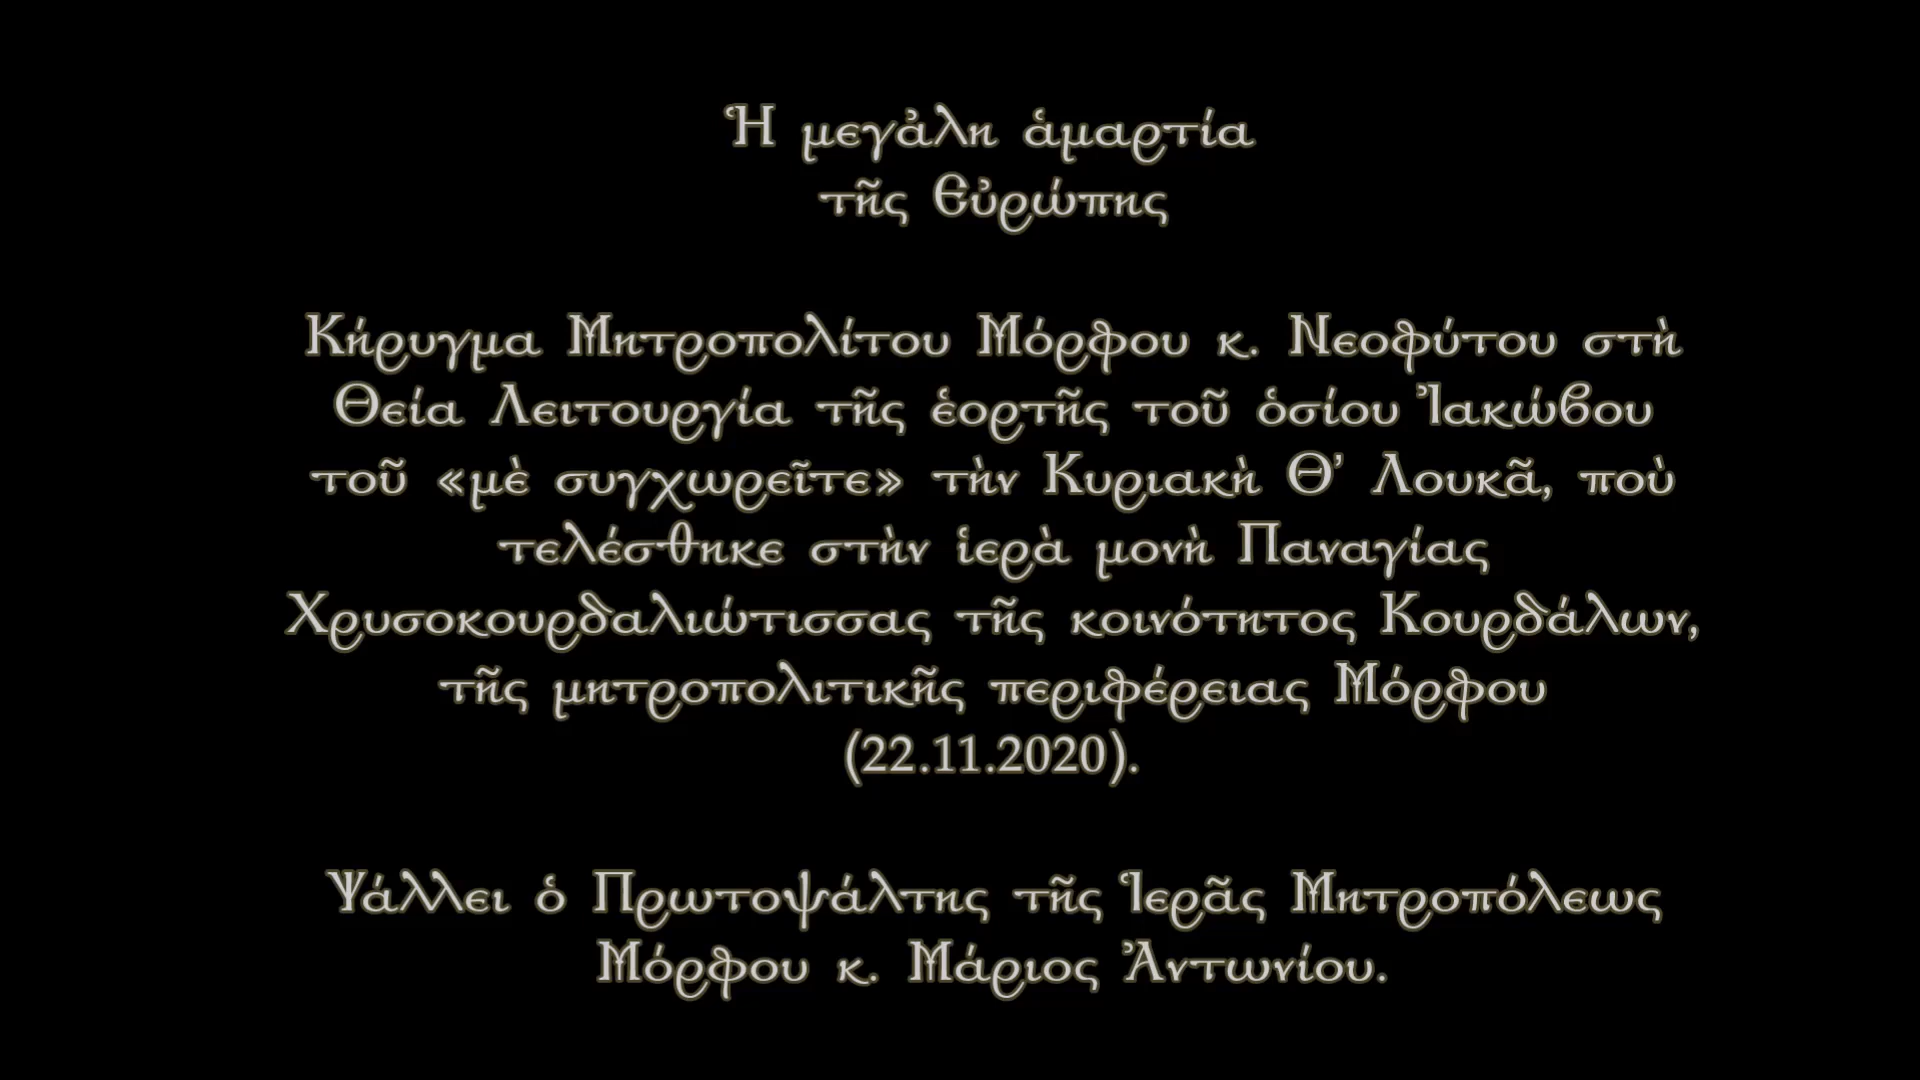 Ἡ μεγἀλη ἁμαρτία
τῆς Εὐρώπης
Κήρυγμα Μητροπολίτου Μόρφου κ. Νεοφύτου στὴ
Θεία Λειτουργία τῆς ἑορτῆς τοῦ ὁσίου Ἰακώβου
τοῦ «μὲ συγχωρεῖτε» τὴν Κυριακὴ Θ’ Λουκᾶ, ποὺ
τελέσθηκε στὴν ἱερὰ μονὴ Παναγίας
Χρυσοκουρδαλιώτισσας τῆς κοινότητος Κουρδάλων,
τῆς μητροπολιτικῆς περιφέρειας Μόρφου
(22.11.2020).
Ψάλλει ὁ Πρωτοψάλτης τῆς Ἱερᾶς Μητροπόλεως
Μόρφου κ. Μάριος Ἀντωνίου.